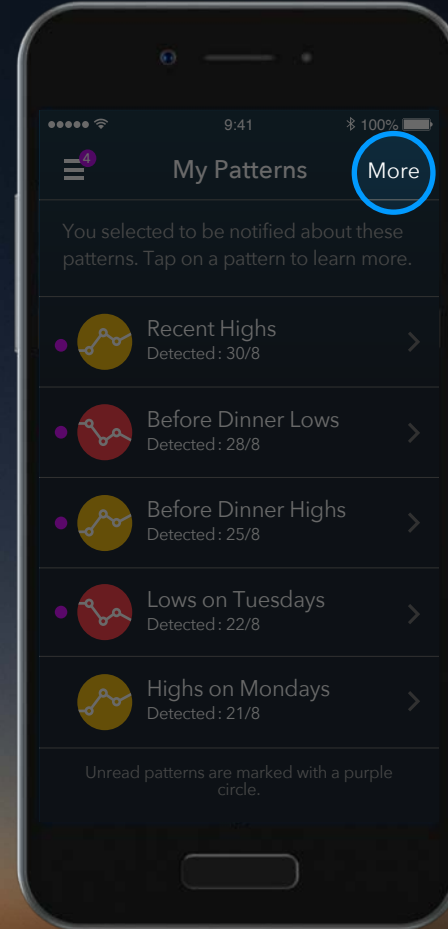 9:41
100%
4
My Patterns
More
You selected to be notified about these
patterns. Tap on a pattern to learn more.
Recent Highs
Detected: 30/8
Before Dinner Lows
Detected: 28/8
Before Dinner Highs
Detected: 25/8
Lows on Tuesdays
Detected: 22/8
Highs on Mondays
Detected: 21/8
Unread patterns are marked with a purple
circle.